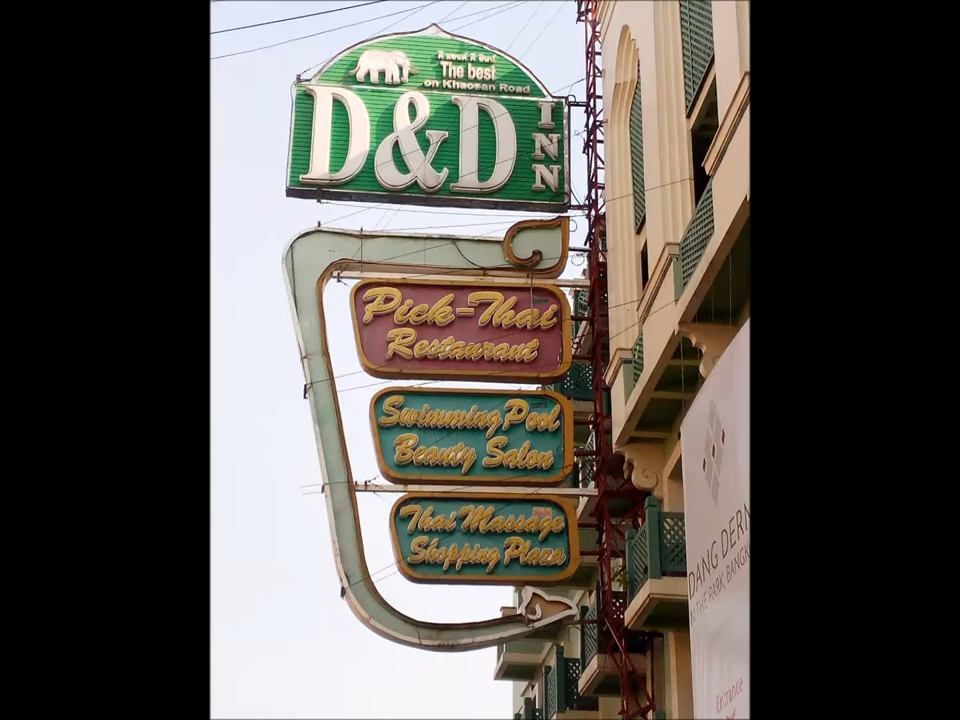 The best
on Khaosan Road
D&D
INN
Pick-Thai
Restaurant
Swimming Pool
Beauty Salon
Thai Massage
Shopping Plaza
DANG DERM
IN THE PARK, BANGK
Entrance